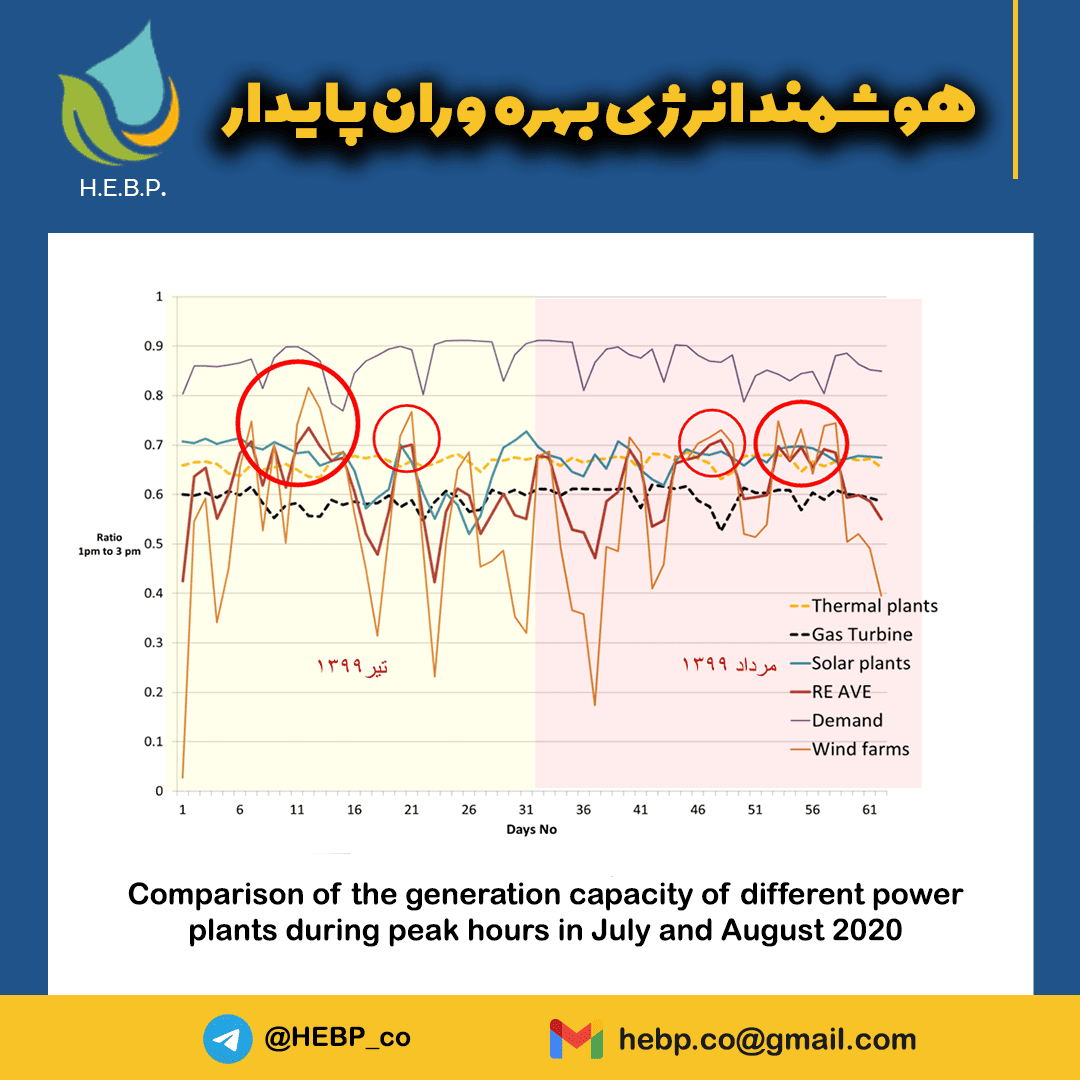 هوشمند انرژی بهره وران پایدار
H.E.B.P.
1
0.9
0.8
0.7
0.6
0.5
0.4
0.3
0.2
0.1
0
Ratio
1pm to 3 pm
1 6 11 16 21 26 31 36 41 46 51 56 61
Days No
تیر ۱۳۹۹
مرداد ۱۳۹۹
Thermal plants
Gas Turbine
Solar plants
RE AVE
Demand
Wind farms
Comparison of the generation capacity of different power
plants during peak hours in July and August 2020
@HEBP_co
hebp.co@gmail.com